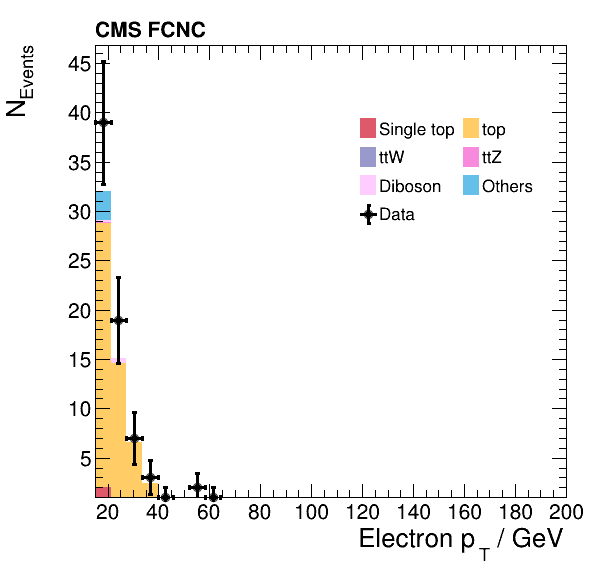 CMS FCNC
N_Events
45
40
35
30
25
20
15
10
5
Single top top
ttW ttZ
Diboson Others
Data
20 40 60 80 100 120 140 160 180 200
Electron p_T / GeV